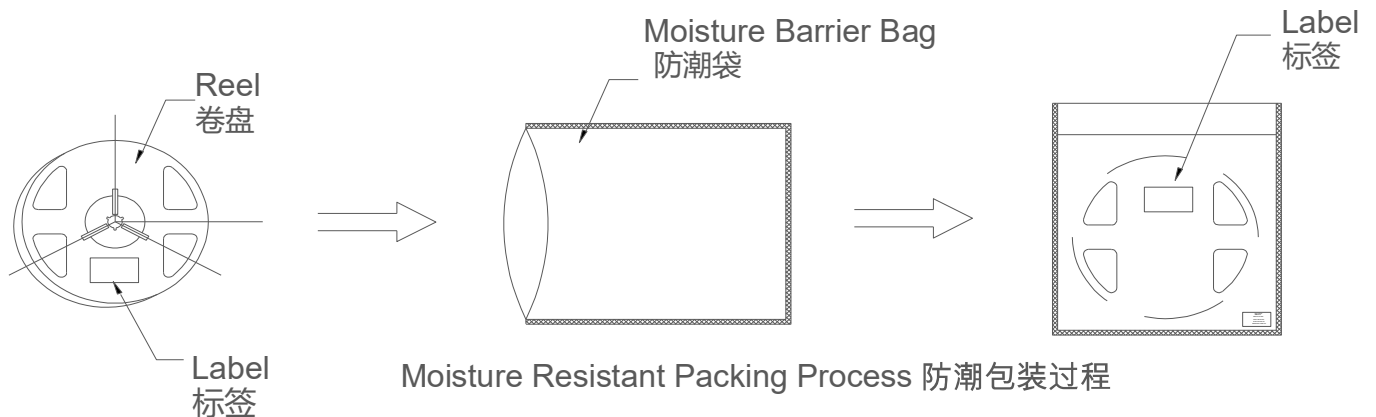 Reel
卷盘
Label
标签
Moisture Barrier Bag
防潮袋
Label
标签
Moisture Resistant Packing Process 防潮包装过程